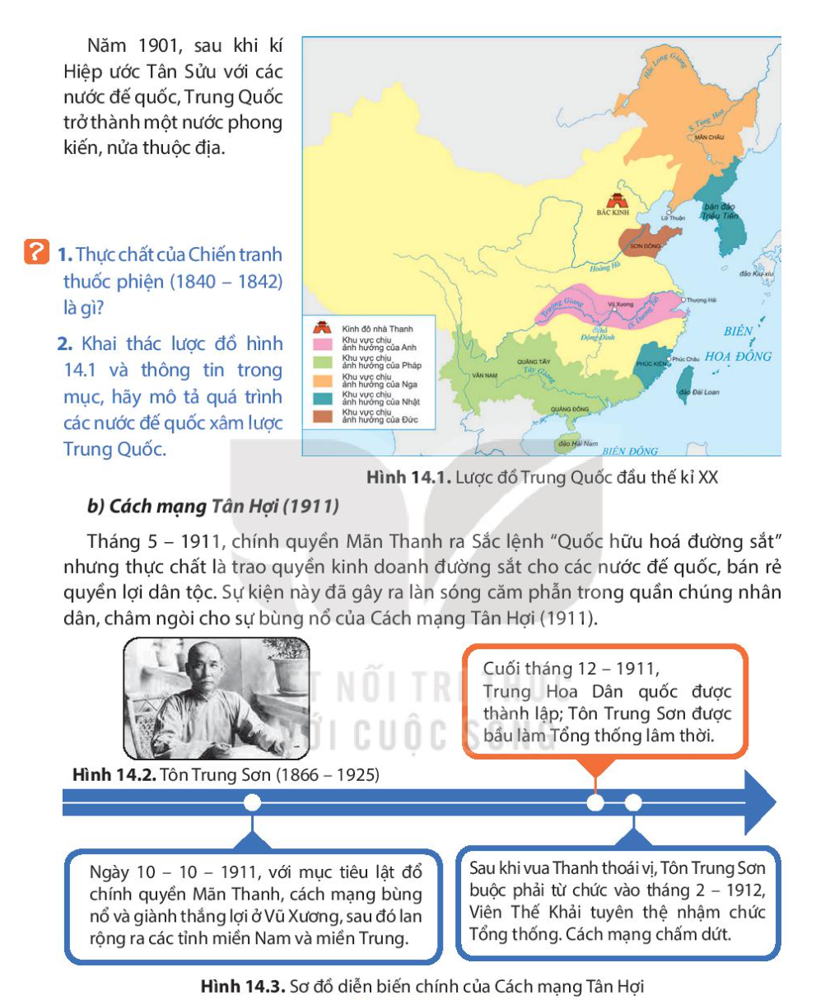 Năm 1901, sau khi kí
Hiệp ước Tân Sửu với các
nước đế quốc, Trung Quốc
trở thành một nước phong
kiến, nửa thuộc địa.
1. Thực chất của Chiến tranh
thuốc phiện (1840 – 1842)
là gì?
2. Khai thác lược đồ hình
14.1 và thông tin trong
mục, hãy mô tả quá trình
các nước đế quốc xâm lược
Trung Quốc.
Hắc Long Giang
S. Tùng Hoa
MÃN CHÂU
BẮC KINH
Lữ Thuận
bán đảo
Triều Tiên
SƠN ĐÔNG
Hoàng Hà
đảo Kiu-xiu
Trường Giang
Vũ Xương
S. Dương Tử
Thượng Hải
hồ
Động Đình
BIỂN
HOA ĐÔNG
QUẢNG TÂY
VÂN NAM
Tây Giang
PHÚC KIẾN
Phúc Châu
đảo Đài Loan
QUẢNG ĐÔNG
đảo Hải Nam
BIỂN ĐÔNG
Kinh đô nhà Thanh
Khu vực chịu
ảnh hưởng của Anh
Khu vực chịu
ảnh hưởng của Pháp
Khu vực chịu
ảnh hưởng của Nga
Khu vực chịu
ảnh hưởng của Nhật
Khu vực chịu
ảnh hưởng của Đức
Hình 14.1. Lược đồ Trung Quốc đầu thế kỉ XX
b) Cách mạng Tân Hợi (1911)
Tháng 5 – 1911, chính quyền Mãn Thanh ra Sắc lệnh “Quốc hữu hoá đường sắt”
nhưng thực chất là trao quyền kinh doanh đường sắt cho các nước đế quốc, bán rẻ
quyền lợi dân tộc. Sự kiện này đã gây ra làn sóng căm phẫn trong quần chúng nhân
dân, châm ngòi cho sự bùng nổ của Cách mạng Tân Hợi (1911).
Cuối tháng 12 – 1911,
Trung Hoa Dân quốc được
thành lập; Tôn Trung Sơn được
bầu làm Tổng thống lâm thời.
NỐI TRI THỨC
CUỘC SỐNG
Hình 14.2. Tôn Trung Sơn (1866 – 1925)
Ngày 10 – 10 – 1911, với mục tiêu lật đổ
chính quyền Mãn Thanh, cách mạng bùng
nổ và giành thắng lợi ở Vũ Xương, sau đó lan
rộng ra các tỉnh miền Nam và miền Trung.
Sau khi vua Thanh thoái vị, Tôn Trung Sơn
buộc phải từ chức vào tháng 2 – 1912,
Viên Thế Khải tuyên thệ nhậm chức
Tổng thống. Cách mạng chấm dứt.
Hình 14.3. Sơ đồ diễn biến chính của Cách mạng Tân Hợi